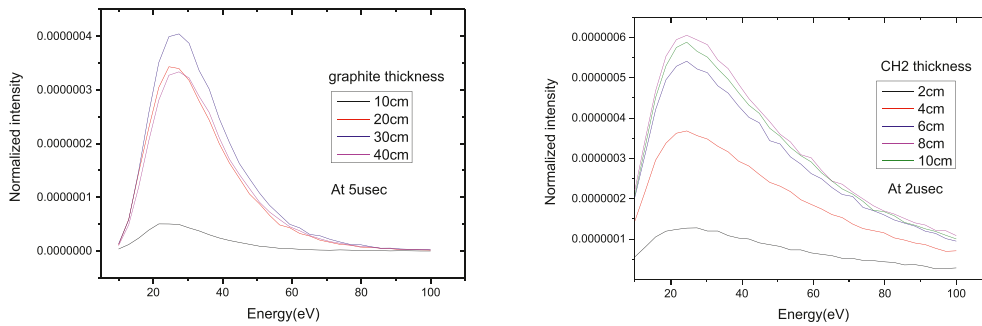 0.0000004
0.0000003
0.0000002
0.0000001
0.0000000
Normalized intensity
20
40
60
80
100
Energy(eV)
graphite thickness
10cm
20cm
30cm
40cm
At 5usec
0.0000006
0.0000005
0.0000004
0.0000003
0.0000002
0.0000001
Normalized intensity
20
40
60
80
100
Energy(eV)
CH2 thickness
2cm
4cm
6cm
8cm
10cm
At 2usec